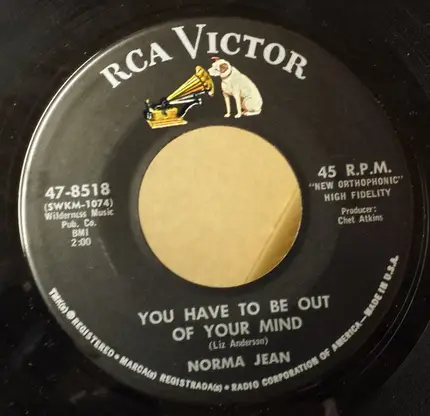 RCA VICTOR
47-8518
(SWKM-1074)
Wilderness Music
Pub. Co.
BMI
2:00
45 R.P.M.
"NEW ORTHOPHONIC"
HIGH FIDELITY
Producer:
Chet Atkins
YOU HAVE TO BE OUT
OF YOUR MIND
(Liz Anderson)
NORMA JEAN
TMK(s) ® REGISTERED • MARCA(s) REGISTRADA(s) • RADIO CORPORATION OF AMERICA—MADE IN U.S.A.